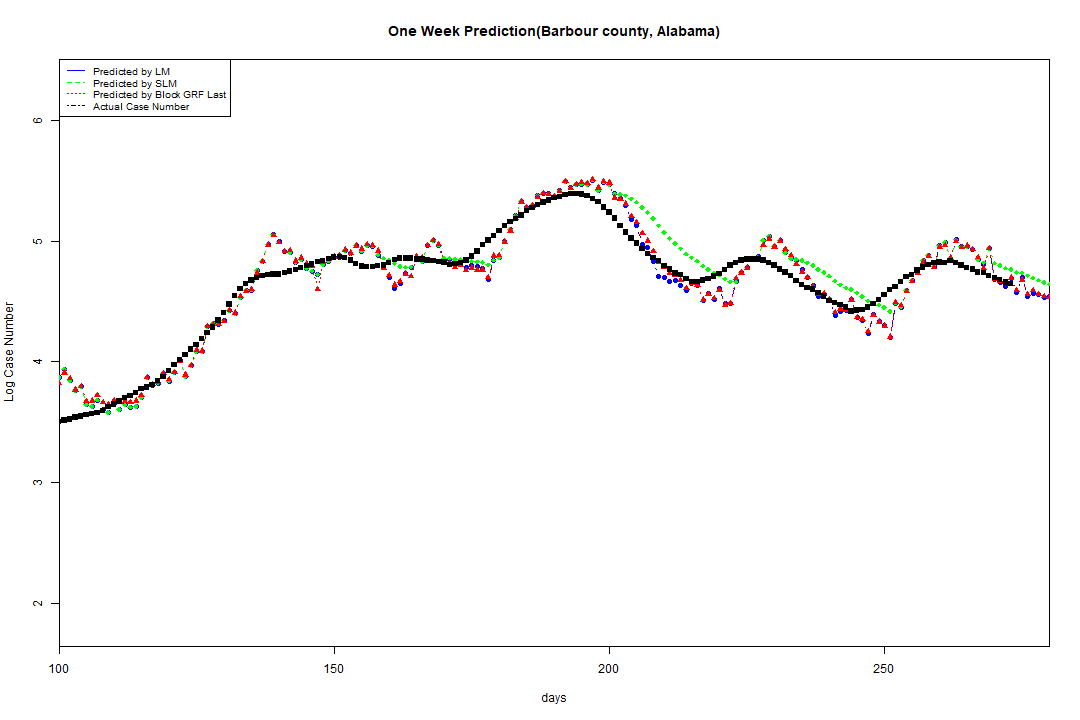 One Week Prediction(Barbour county, Alabama)
Predicted by LM
Predicted by SLM
Predicted by Block GRF Last
Actual Case Number
6
5
4
3
2
Log Case Number
100 150 200 250
days